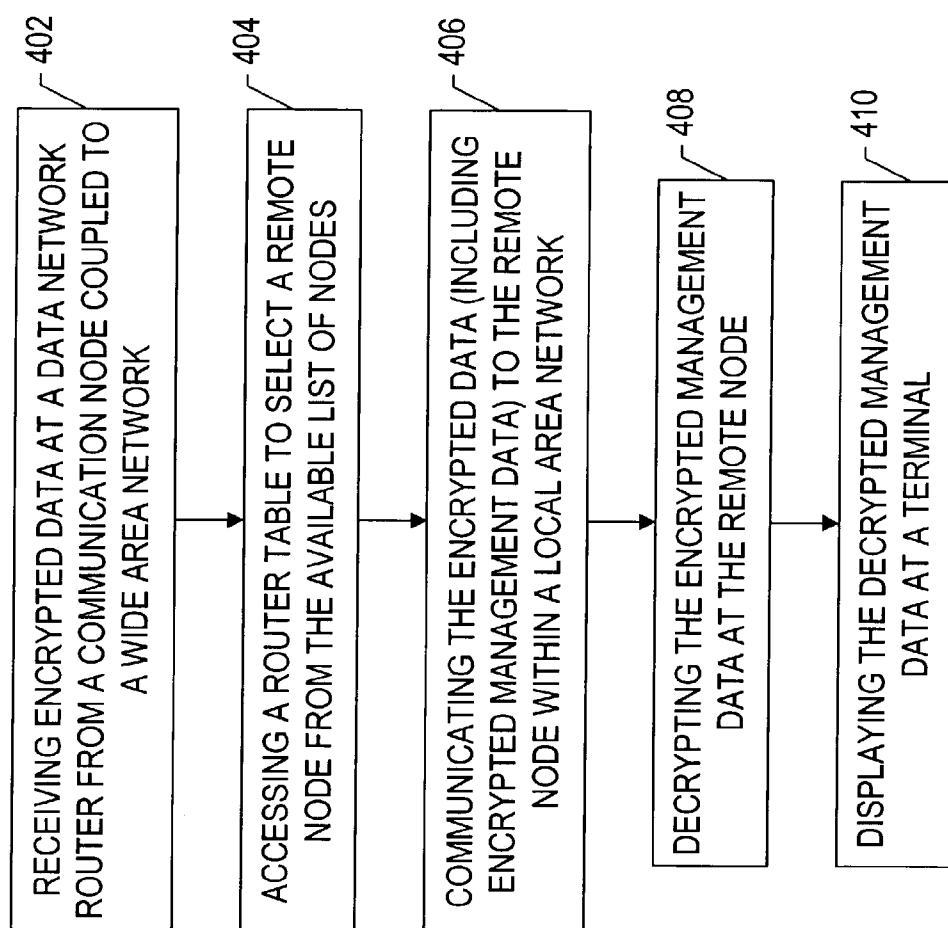 402
RECEIVING ENCRYPTED DATA AT A DATA NETWORK
ROUTER FROM A COMMUNICATION NODE COUPLED TO
A WIDE AREA NETWORK
404
ACCESSING A ROUTER TABLE TO SELECT A REMOTE
NODE FROM THE AVAILABLE LIST OF NODES
406
COMMUNICATING THE ENCRYPTED DATA (INCLUDING
ENCRYPTED MANAGEMENT DATA) TO THE REMOTE
NODE WITHIN A LOCAL AREA NETWORK
408
DECRYPTING THE ENCRYPTED MANAGEMENT
DATA AT THE REMOTE NODE
410
DISPLAYING THE DECRYPTED MANAGEMENT
DATA AT A TERMINAL